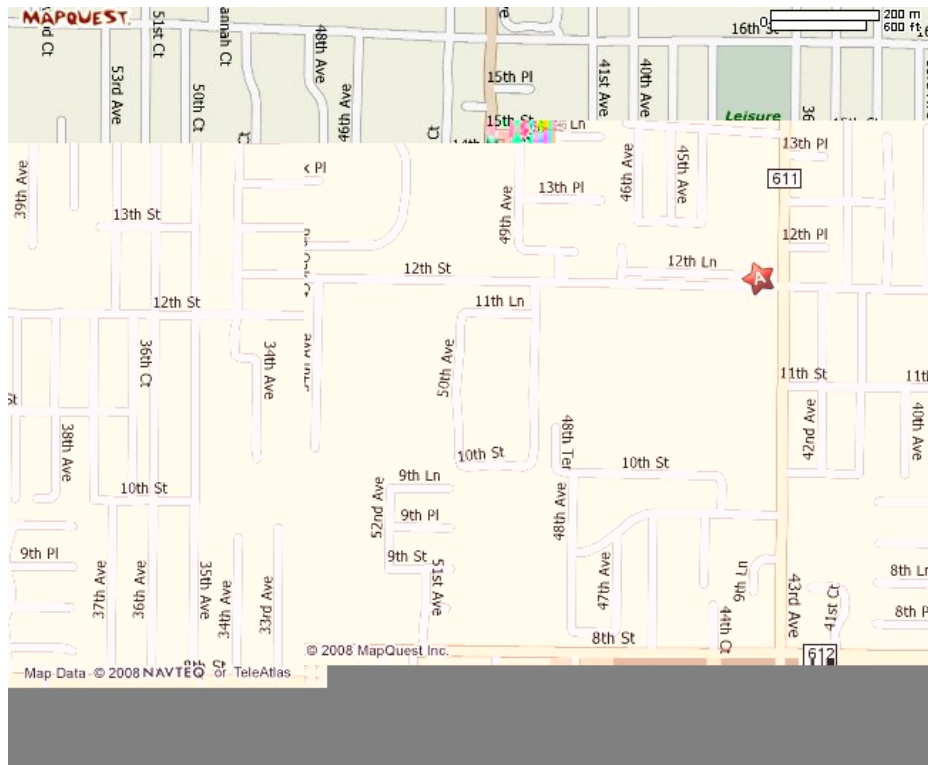 MAPQUEST.
200 m
600 ft
0
16th St
51st Ct
53rd Ave
50th Ct
48th Ave
46th Ave
15th Pl
41st Ave
40th Ave
Leisure
15th St
Ct
Ln
13th Pl
611
39th Ave
13th St
49th Ave
13th Pl
46th Ave
45th Ave
12th Pl
12th St
12th Ln
A
12th St
11th Ln
36th Ct
34th Ave
50th Ave
11th St
38th Ave
48th Ter
42nd Ave
40th Ave
10th St
10th St
10th St
9th Ln
52nd Ave
48th Ave
9th Pl
9th Pl
9th St
51st Ave
47th Ave
9th Ln
8th Ln
37th Ave
36th Ave
35th Ave
34th Ave
33rd Ave
44th Ct
43rd Ave
41st Ct
8th St
612
© 2008 MapQuest Inc.
Map Data © 2008 NAVTEQ or TeleAtlas